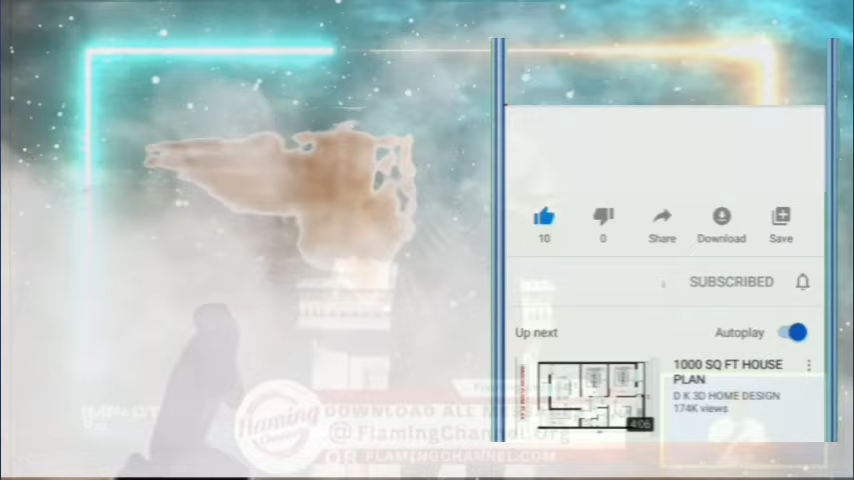 10
0
Share
Download
Save
SUBSCRIBED
Up next
Autoplay
1000 SQ FT HOUSE
PLAN
D K 3D HOME DESIGN
174K views
4:06
IMPACT
Flaming
Channel
DOWNLOAD ALL
@FlamingChannel.Org
OR FLAMINGCHANNEL.COM